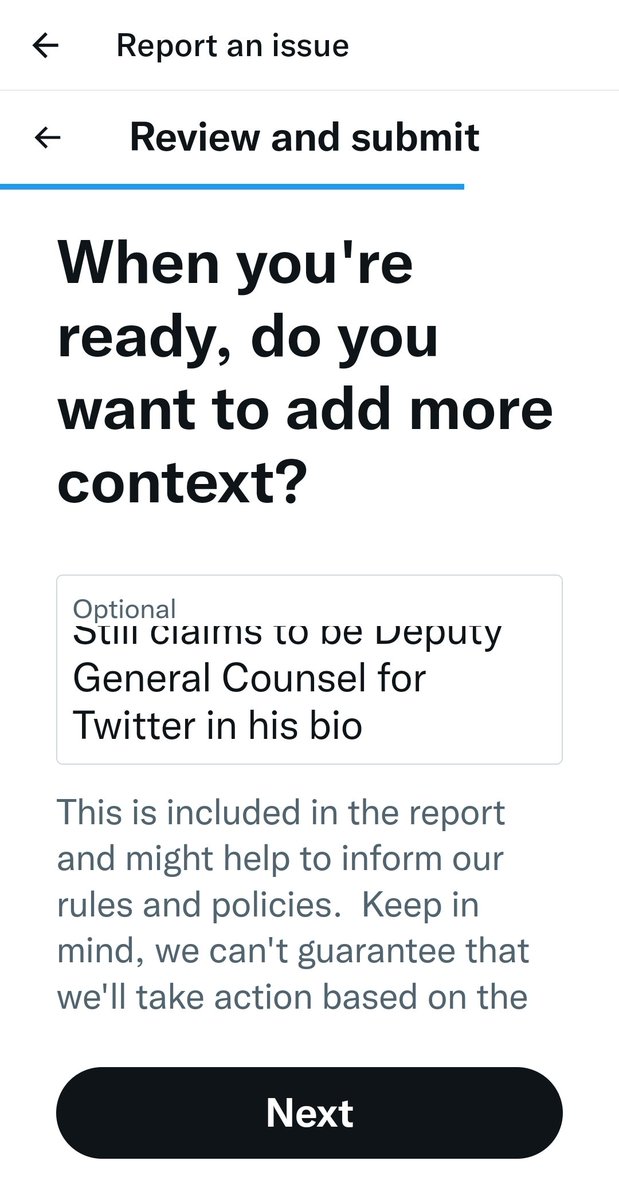 Report an issue
Review and submit
When you're
ready, do you
want to add more
context?
Optional
Still claims to be Deputy
General Counsel for
Twitter in his bio
This is included in the report
and might help to inform our
rules and policies.  Keep in
mind, we can't guarantee that
we'll take action based on the
Next